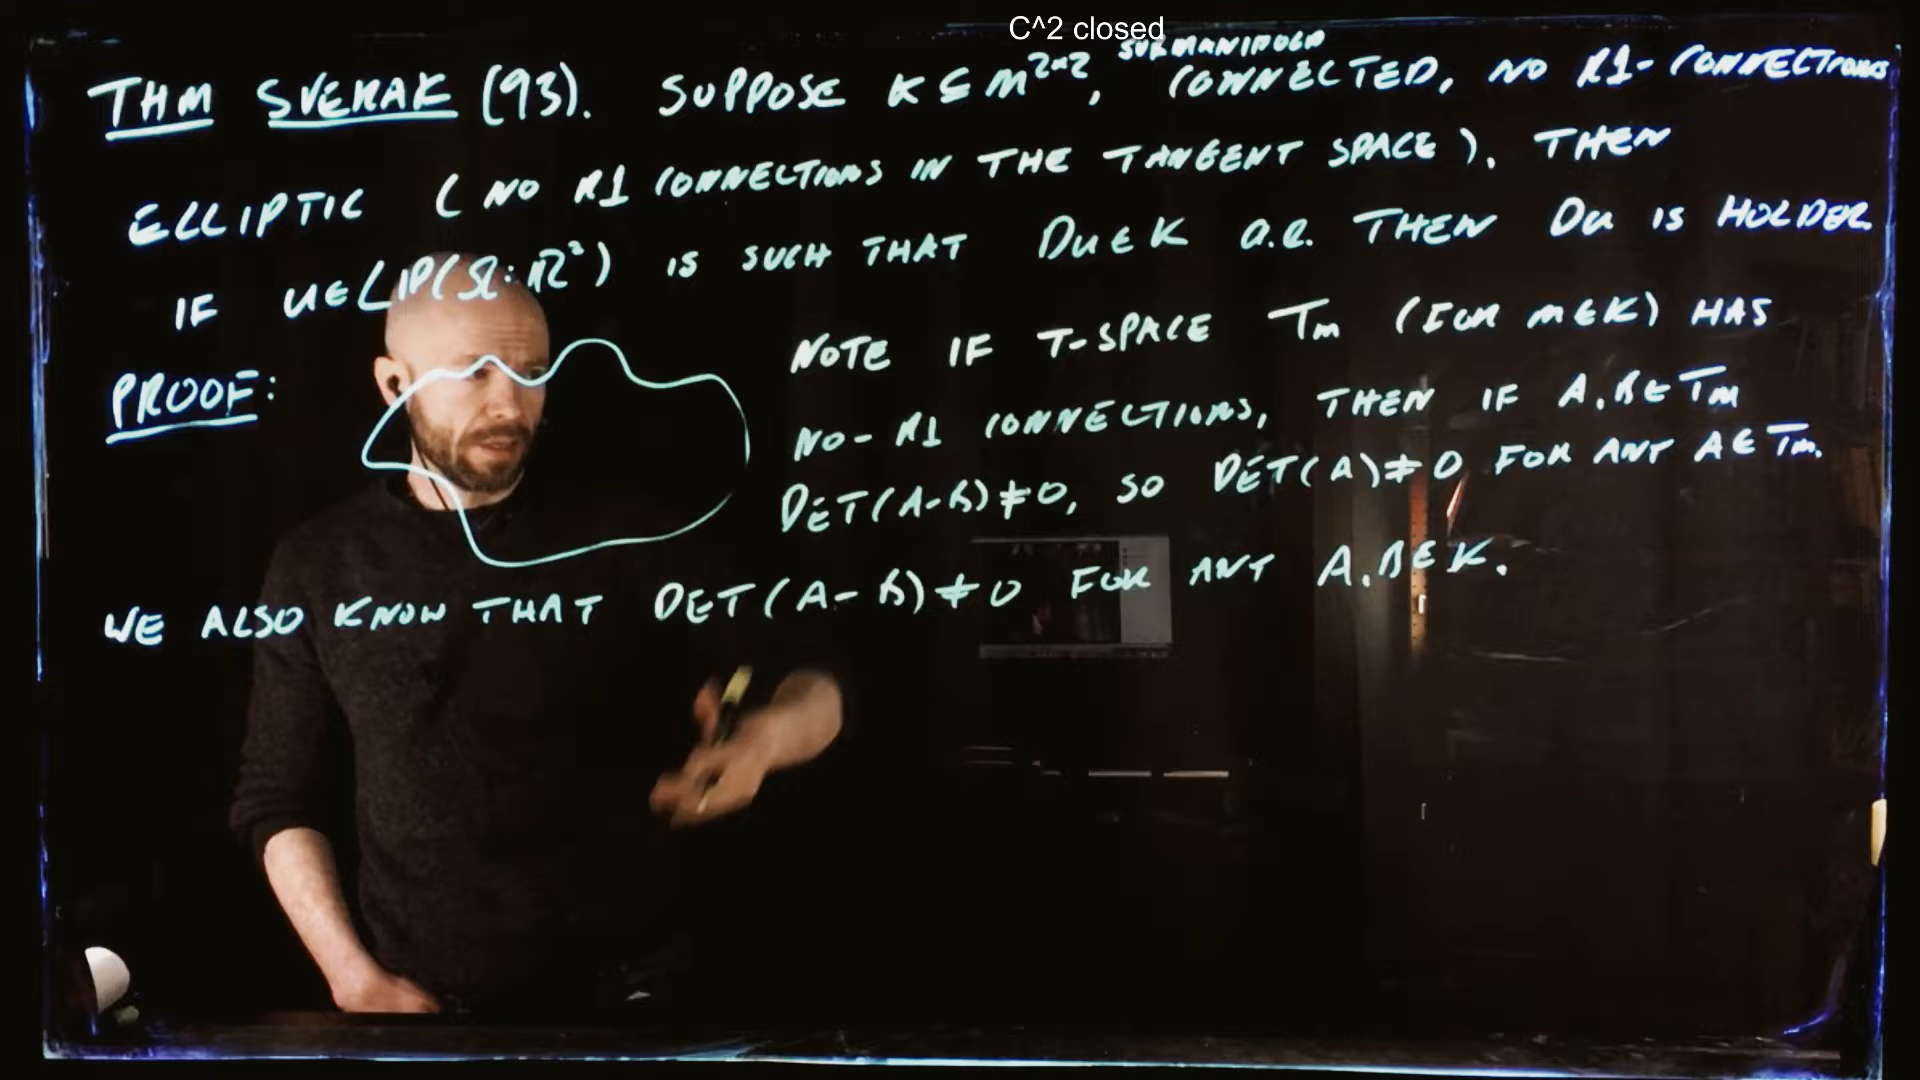 C^2 closed
SUBMANIFOLD
THM SVERAK (93). SUPPOSE K ⊆ M^{2×2}, CONNECTED, NO R1-CONNECTIONS
ELLIPTIC (NO R1 CONNECTIONS IN THE TANGENT SPACE). THEN
IF u∈LIP(Ω:R²) IS SUCH THAT Du∈K a.e. THEN Du IS HOLDER
PROOF:
NOTE IF T-SPACE Tm (FOR M∈K) HAS
NO-R1 CONNECTIONS, THEN IF A,B∈Tm
DET(A-B)≠0, SO DET(A)≠0 FOR ANY A∈Tm.
WE ALSO KNOW THAT DET(A-B)≠0 FOR ANY A,B∈K.